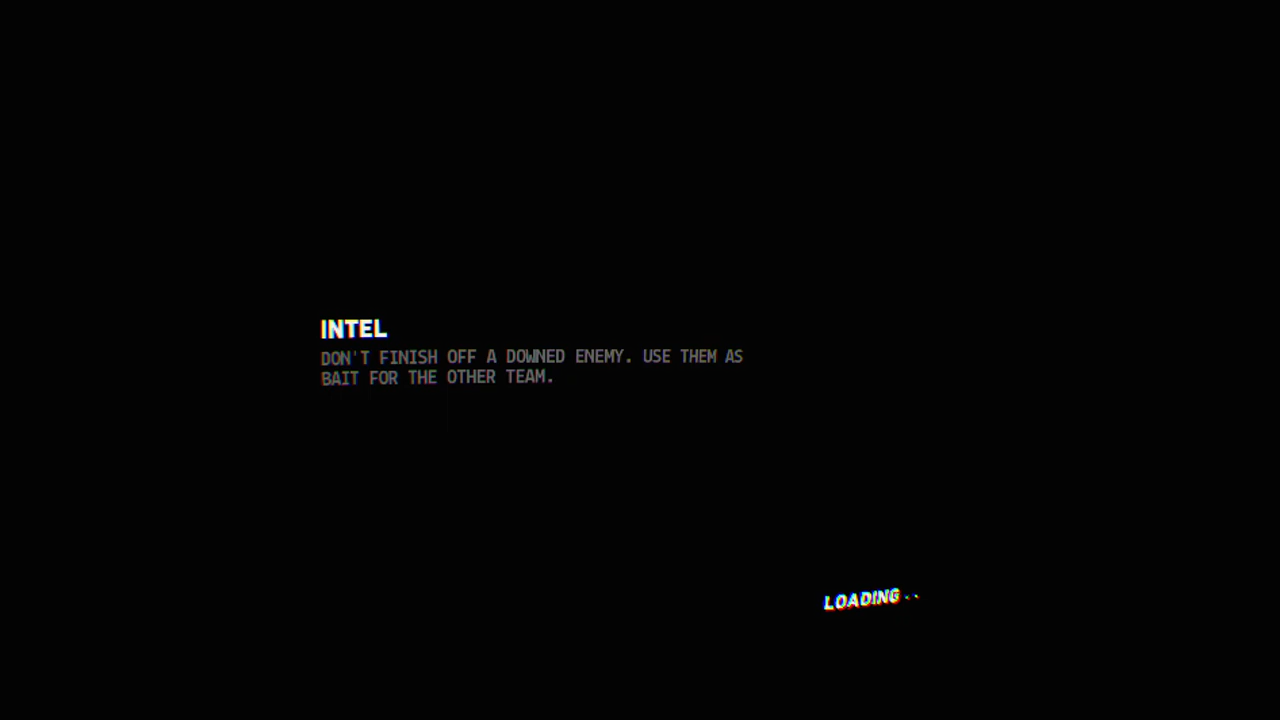 INTEL
DON'T FINISH OFF A DOWNED ENEMY. USE THEM AS
BAIT FOR THE OTHER TEAM.
LOADING..